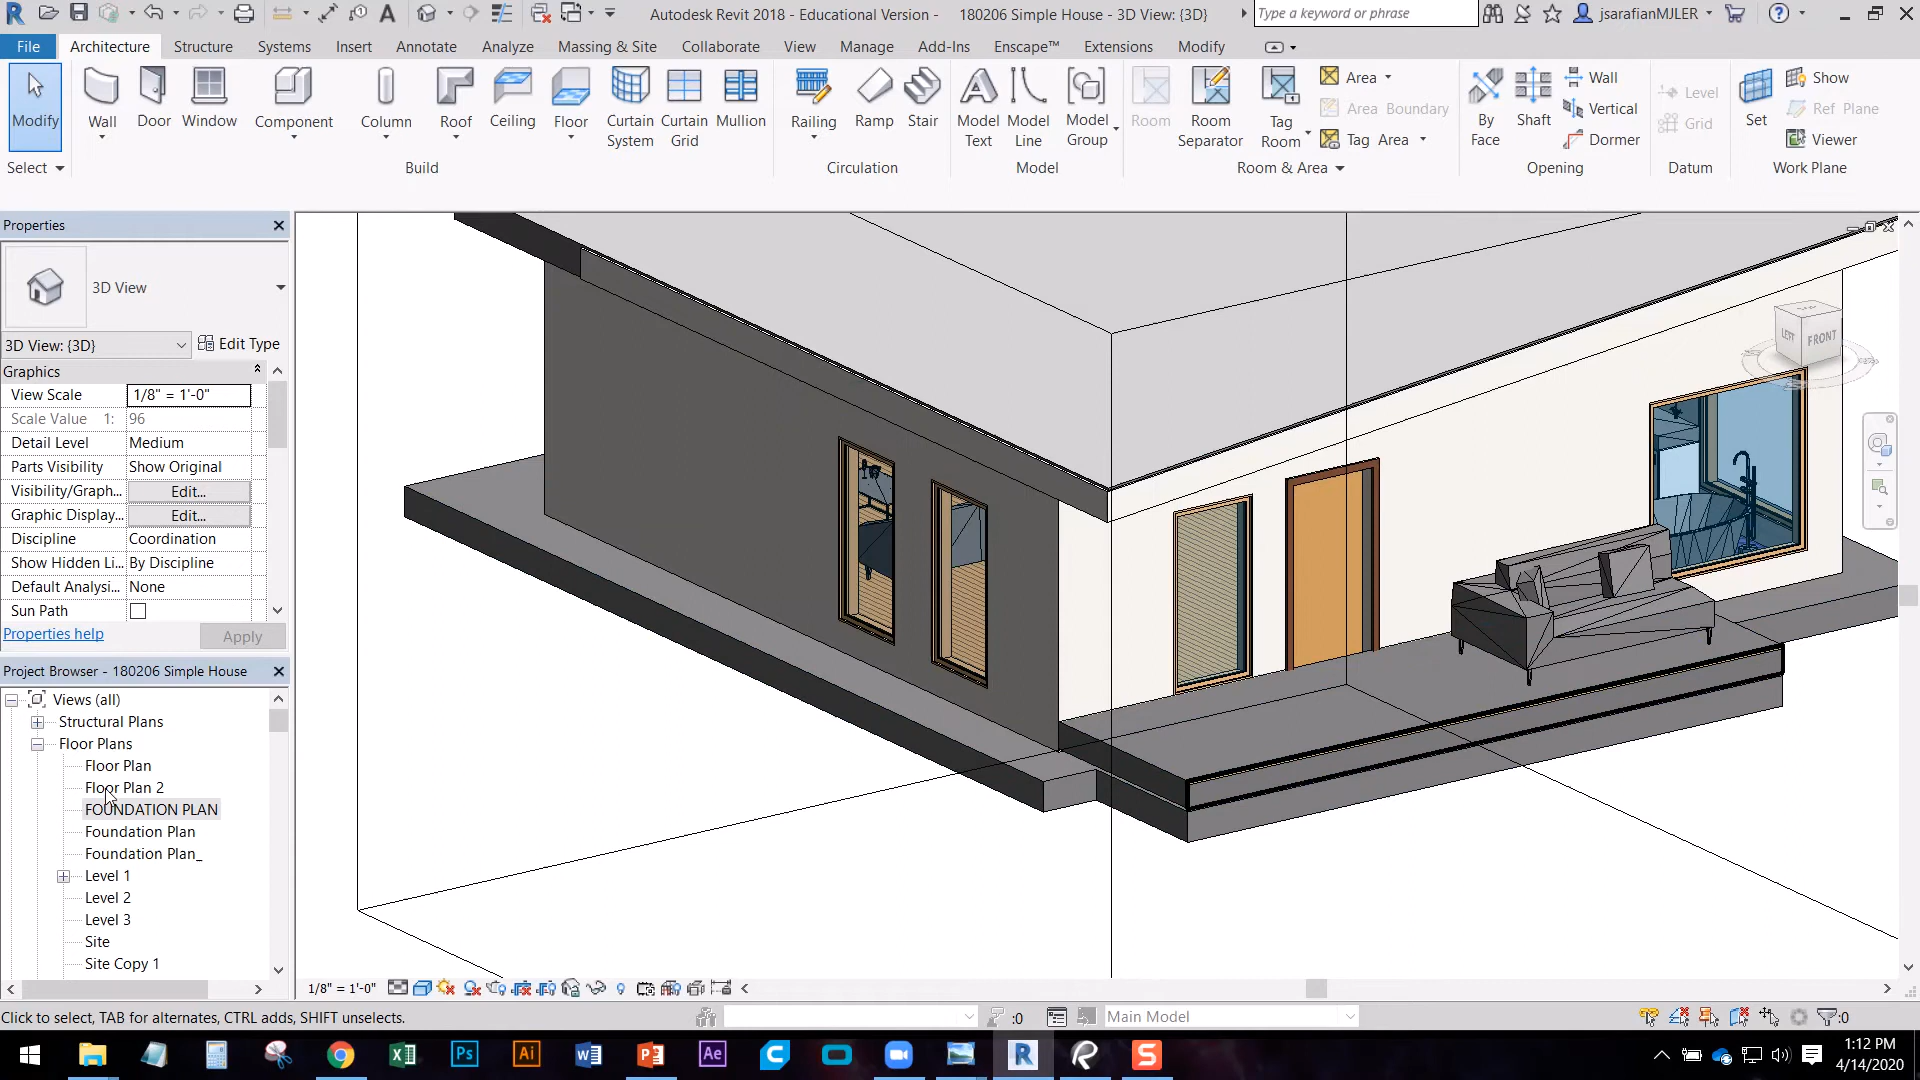 Autodesk Revit 2018 - Educational Version - 180206 Simple House - 3D View: {3D}
Type a keyword or phrase
jsarafianMJLER
File Architecture Structure Systems Insert Annotate Analyze Massing & Site Collaborate View Manage Add-Ins Enscape™ Extensions Modify
Modify
Wall
Door
Window
Component
Column
Roof
Ceiling
Floor
Curtain
System
Curtain
Grid
Mullion
Railing
Ramp
Stair
Model
Text
Model
Line
Model
Group
Room
Room
Separator
Tag
Room
Area
Area Boundary
Tag Area
By
Face
Shaft
Wall
Vertical
Dormer
Level
Grid
Set
Show
Ref Plane
Viewer
Select Build Circulation Model Room & Area Opening Datum Work Plane
Properties
3D View
3D View: {3D} Edit Type
Graphics
View Scale 1/8" = 1'-0"
Scale Value 1: 96
Detail Level Medium
Parts Visibility Show Original
Visibility/Graph... Edit...
Graphic Display... Edit...
Discipline Coordination
Show Hidden Li... By Discipline
Default Analysi... None
Sun Path
Properties help Apply
LEFT FRONT
Project Browser - 180206 Simple House
Views (all)
Structural Plans
Floor Plans
Floor Plan
Floor Plan 2
FOUNDATION PLAN
Foundation Plan
Foundation Plan_
Level 1
Level 2
Level 3
Site
Site Copy 1
1/8" = 1'-0"
Click to select, TAB for alternates, CTRL adds, SHIFT unselects.
:0
Main Model
:0
Ps
Ai
Ae
R
S
1:12 PM
4/14/2020